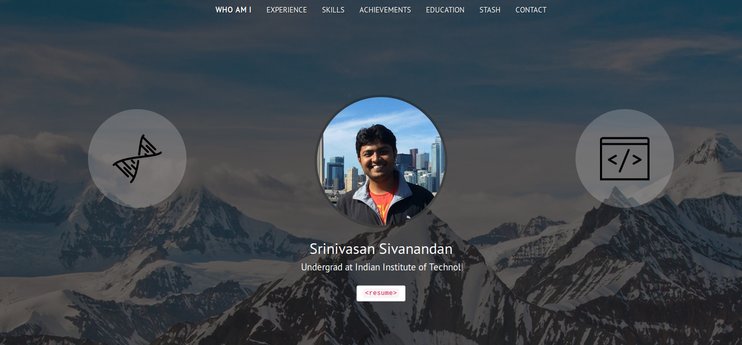 WHO AM I EXPERIENCE SKILLS ACHIEVEMENTS EDUCATION STASH CONTACT
</>
Srinivasan Sivanandan
Undergrad at Indian Institute of Technol
<resume>